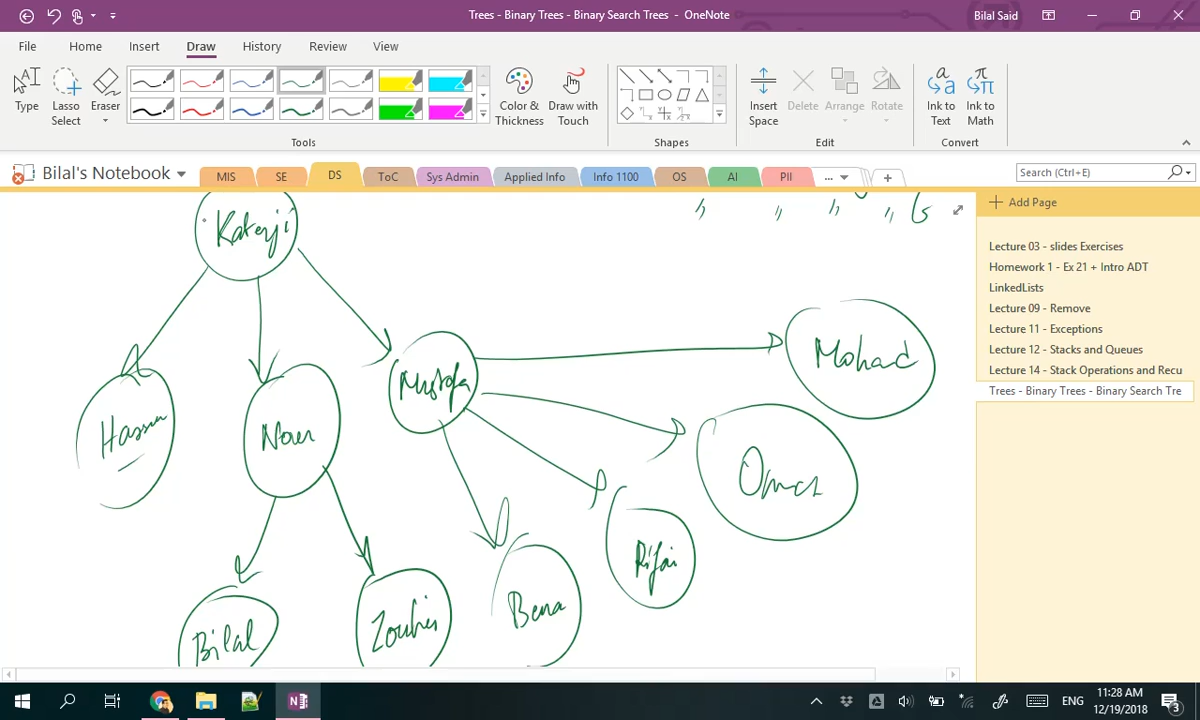 Trees - Binary Trees - Binary Search Trees - OneNote
Bilal Said
File Home Insert Draw History Review View
Type
Lasso Select
Eraser
Color & Thickness
Draw with Touch
Insert Space
Delete
Arrange
Rotate
Ink to Text
Ink to Math
Tools
Shapes
Edit
Convert
Bilal's Notebook
MIS SE DS ToC Sys Admin Applied Info Info 1100 OS AI PII ...
Search (Ctrl+E)
Add Page
Lecture 03 - slides Exercises
Homework 1 - Ex 21 + Intro ADT
LinkedLists
Lecture 09 - Remove
Lecture 11 - Exceptions
Lecture 12 - Stacks and Queues
Lecture 14 - Stack Operations and Recu
Trees - Binary Trees - Binary Search Tre
Katerji
Mohad
Mustafa
Hassan
Nour
Omar
Rifai
Bilal
ENG
11:28 AM
12/19/2018
3